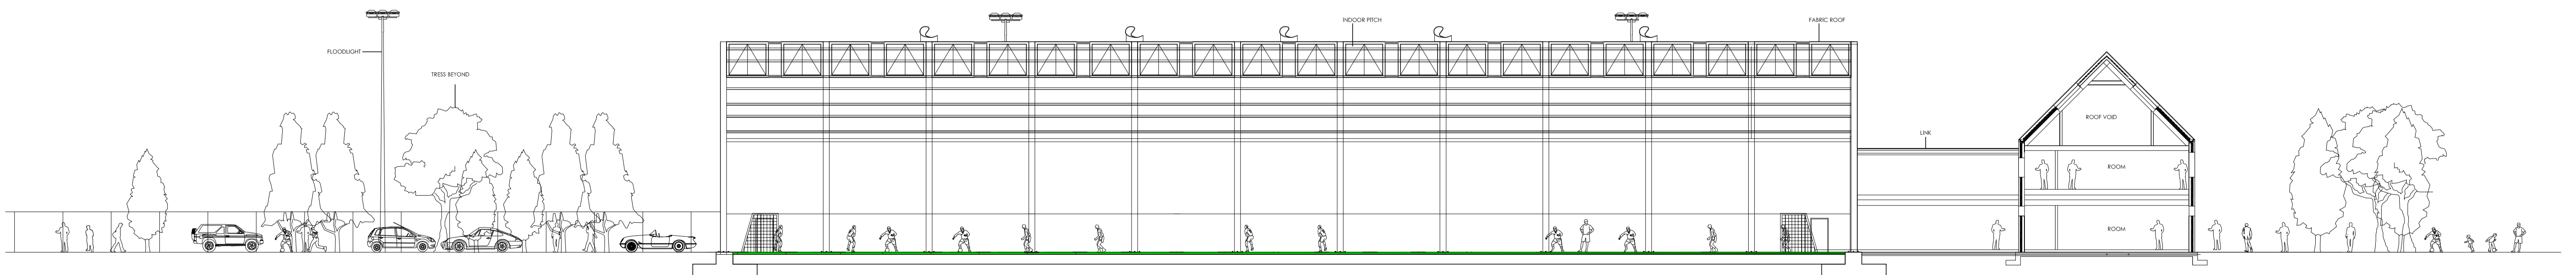 FLOODLIGHT
TRESS BEYOND
INDOOR PITCH
FABRIC ROOF
LINK
ROOF VOID
ROOM
ROOM